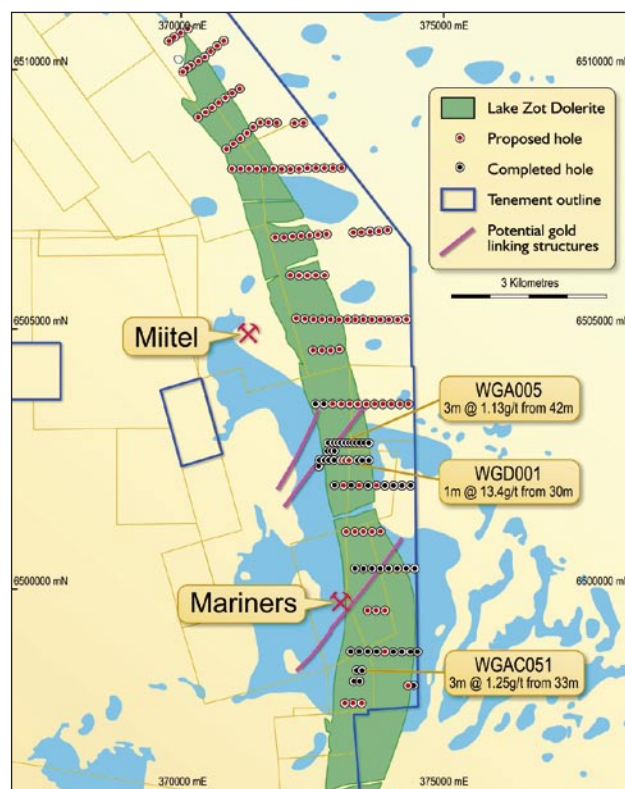 370000 mE
375000 mE
6510000 mN
6510000 mN
Lake Zot Dolerite
Proposed hole
Completed hole
Tenement outline
Potential gold
linking structures
3 Kilometres
6505000 mN
6505000 mN
Miitel
WGA005
3m @ 1.13g/t from 42m
WGD001
1m @ 13.4g/t from 30m
6500000 mN
6500000 mN
Mariners
WGAC051
3m @ 1.25g/t from 33m
370000 mE
375000 mE